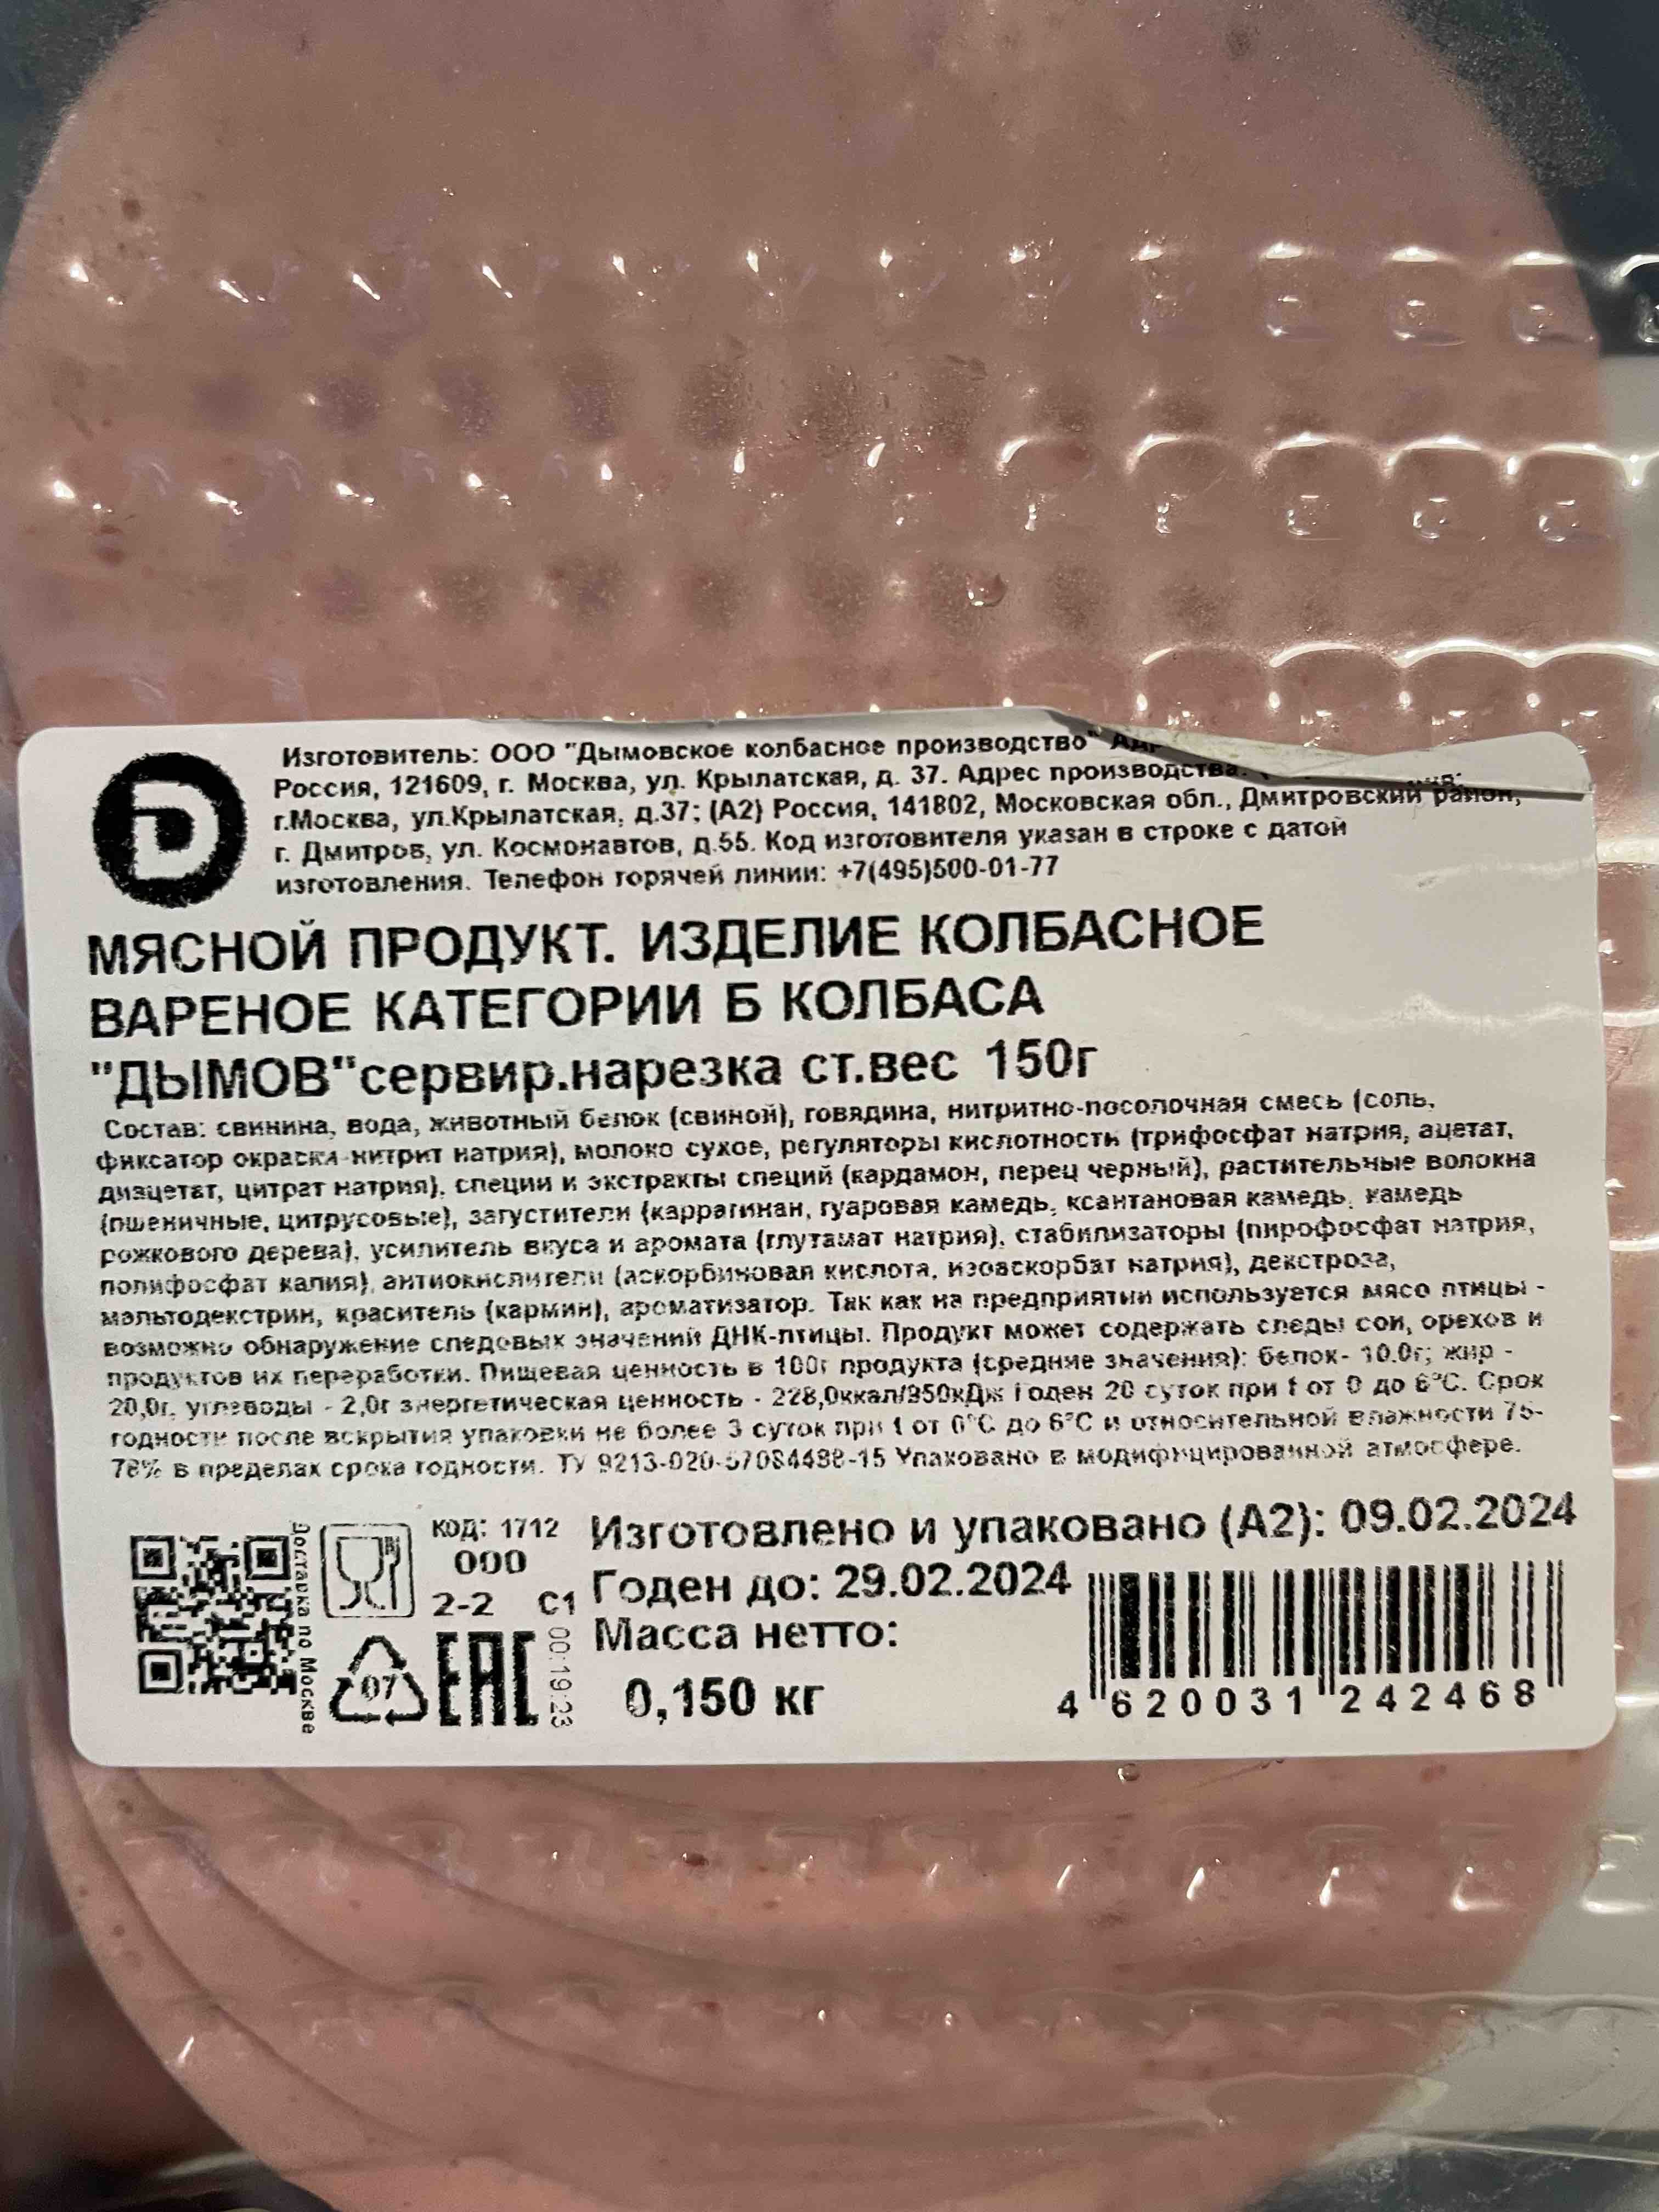 Изготовитель: ООО "Дымовское колбасное производство"
Россия, 121609, г. Москва, ул. Крылатская, д. 37. Адрес производства:
г.Москва, ул.Крылатская, д.37; (А2) Россия, 141802, Московская обл., Дмитровский район,
г. Дмитров, ул. Космонавтов, д.55. Код изготовителя указан в строке с датой
изготовления. Телефон горячей линии: +7(495)500-01-77
МЯСНОЙ ПРОДУКТ. ИЗДЕЛИЕ КОЛБАСНОЕ
ВАРЕНОЕ КАТЕГОРИИ Б КОЛБАСА
"ДЫМОВ"сервир.нарезка ст.вес 150г
Состав: свинина, вода, животный белок (свиной), говядина, нитритно-посолочная смесь (соль,
фиксатор окраски-нитрит натрия), молоко сухое, регуляторы кислотности (трифосфат натрия, ацетат,
диацетат, цитрат натрия), специи и экстракты специй (кардамон, перец черный), растительные волокна
(пшеничные, цитрусовые), загустители (каррагинан, гуаровая камедь, ксантановая камедь, камедь
рожкового дерева), усилитель вкуса и аромата (глутамат натрия), стабилизаторы (пирофосфат натрия,
полифосфат калия), антиокислители (аскорбиновая кислота, изоаскорбат натрия), декстроза,
мальтодекстрин, краситель (кармин), ароматизатор. Так как на предприятии используется мясо птицы -
возможно обнаружение следовых значений ДНК-птицы. Продукт может содержать следы сои, орехов и
продуктов их переработки. Пищевая ценность в 100г продукта (средние значения): белок- 10.0г; жир -
20,0г, углеводы - 2,0г энергетическая ценность - 228,0ккал/950кДж Годен 20 суток при t от 0 до 6°С. Срок
годности после вскрытия упаковки не более 3 суток при t от 0°С до 6°С и относительной влажности 75-
78% в пределах срока годности. ТУ 9213-020-57084488-15 Упаковано в модифицированной атмосфере.
Доставка по Москве
код: 1712
000
2-2 С1
07
EAC
00:19:23
Изготовлено и упаковано (А2): 09.02.2024
Годен до: 29.02.2024
Масса нетто:
0,150 кг
4 620031 242468